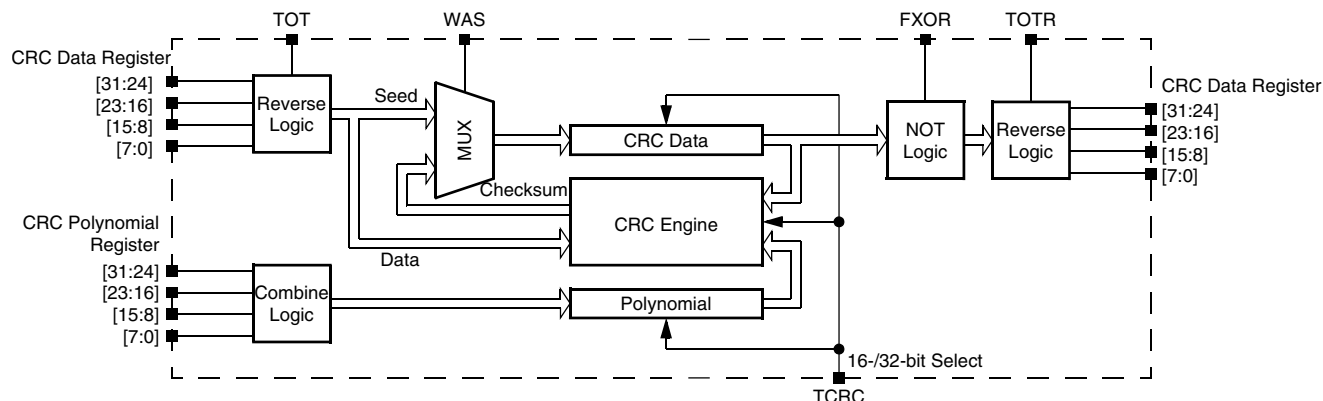 TOT
WAS
FXOR
TOTR
CRC Data Register
[31:24]
[23:16]
[15:8]
[7:0]
Reverse
Logic
Seed
MUX
Checksum
Data
CRC Data
CRC Engine
Polynomial
NOT
Logic
Reverse
Logic
CRC Data Register
[31:24]
[23:16]
[15:8]
[7:0]
CRC Polynomial
Register
[31:24]
[23:16]
[15:8]
[7:0]
Combine
Logic
16-/32-bit Select
TCRC